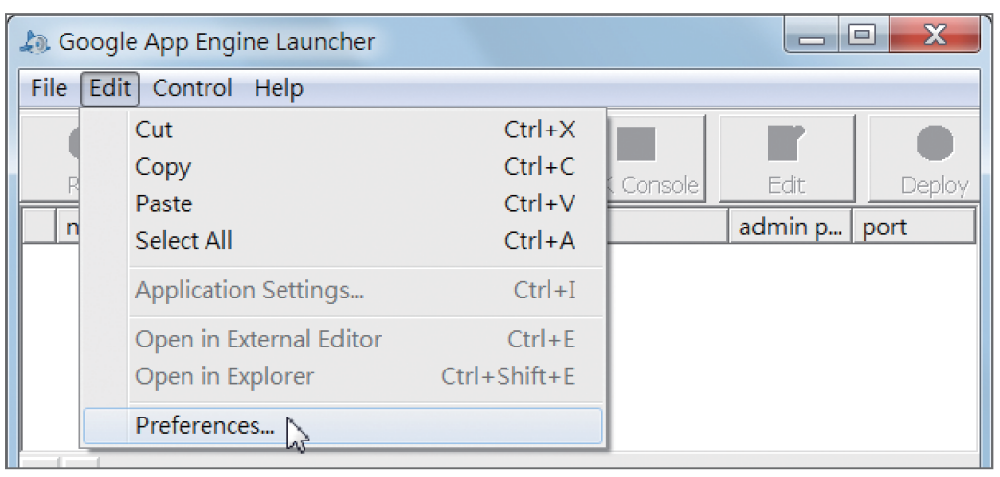 Google App Engine Launcher
File Edit Control Help
Cut Ctrl+X
Copy Ctrl+C
Paste Ctrl+V
Select All Ctrl+A
Application Settings... Ctrl+I
Open in External Editor Ctrl+E
Open in Explorer Ctrl+Shift+E
Preferences...
Console Edit Deploy
admin p... port